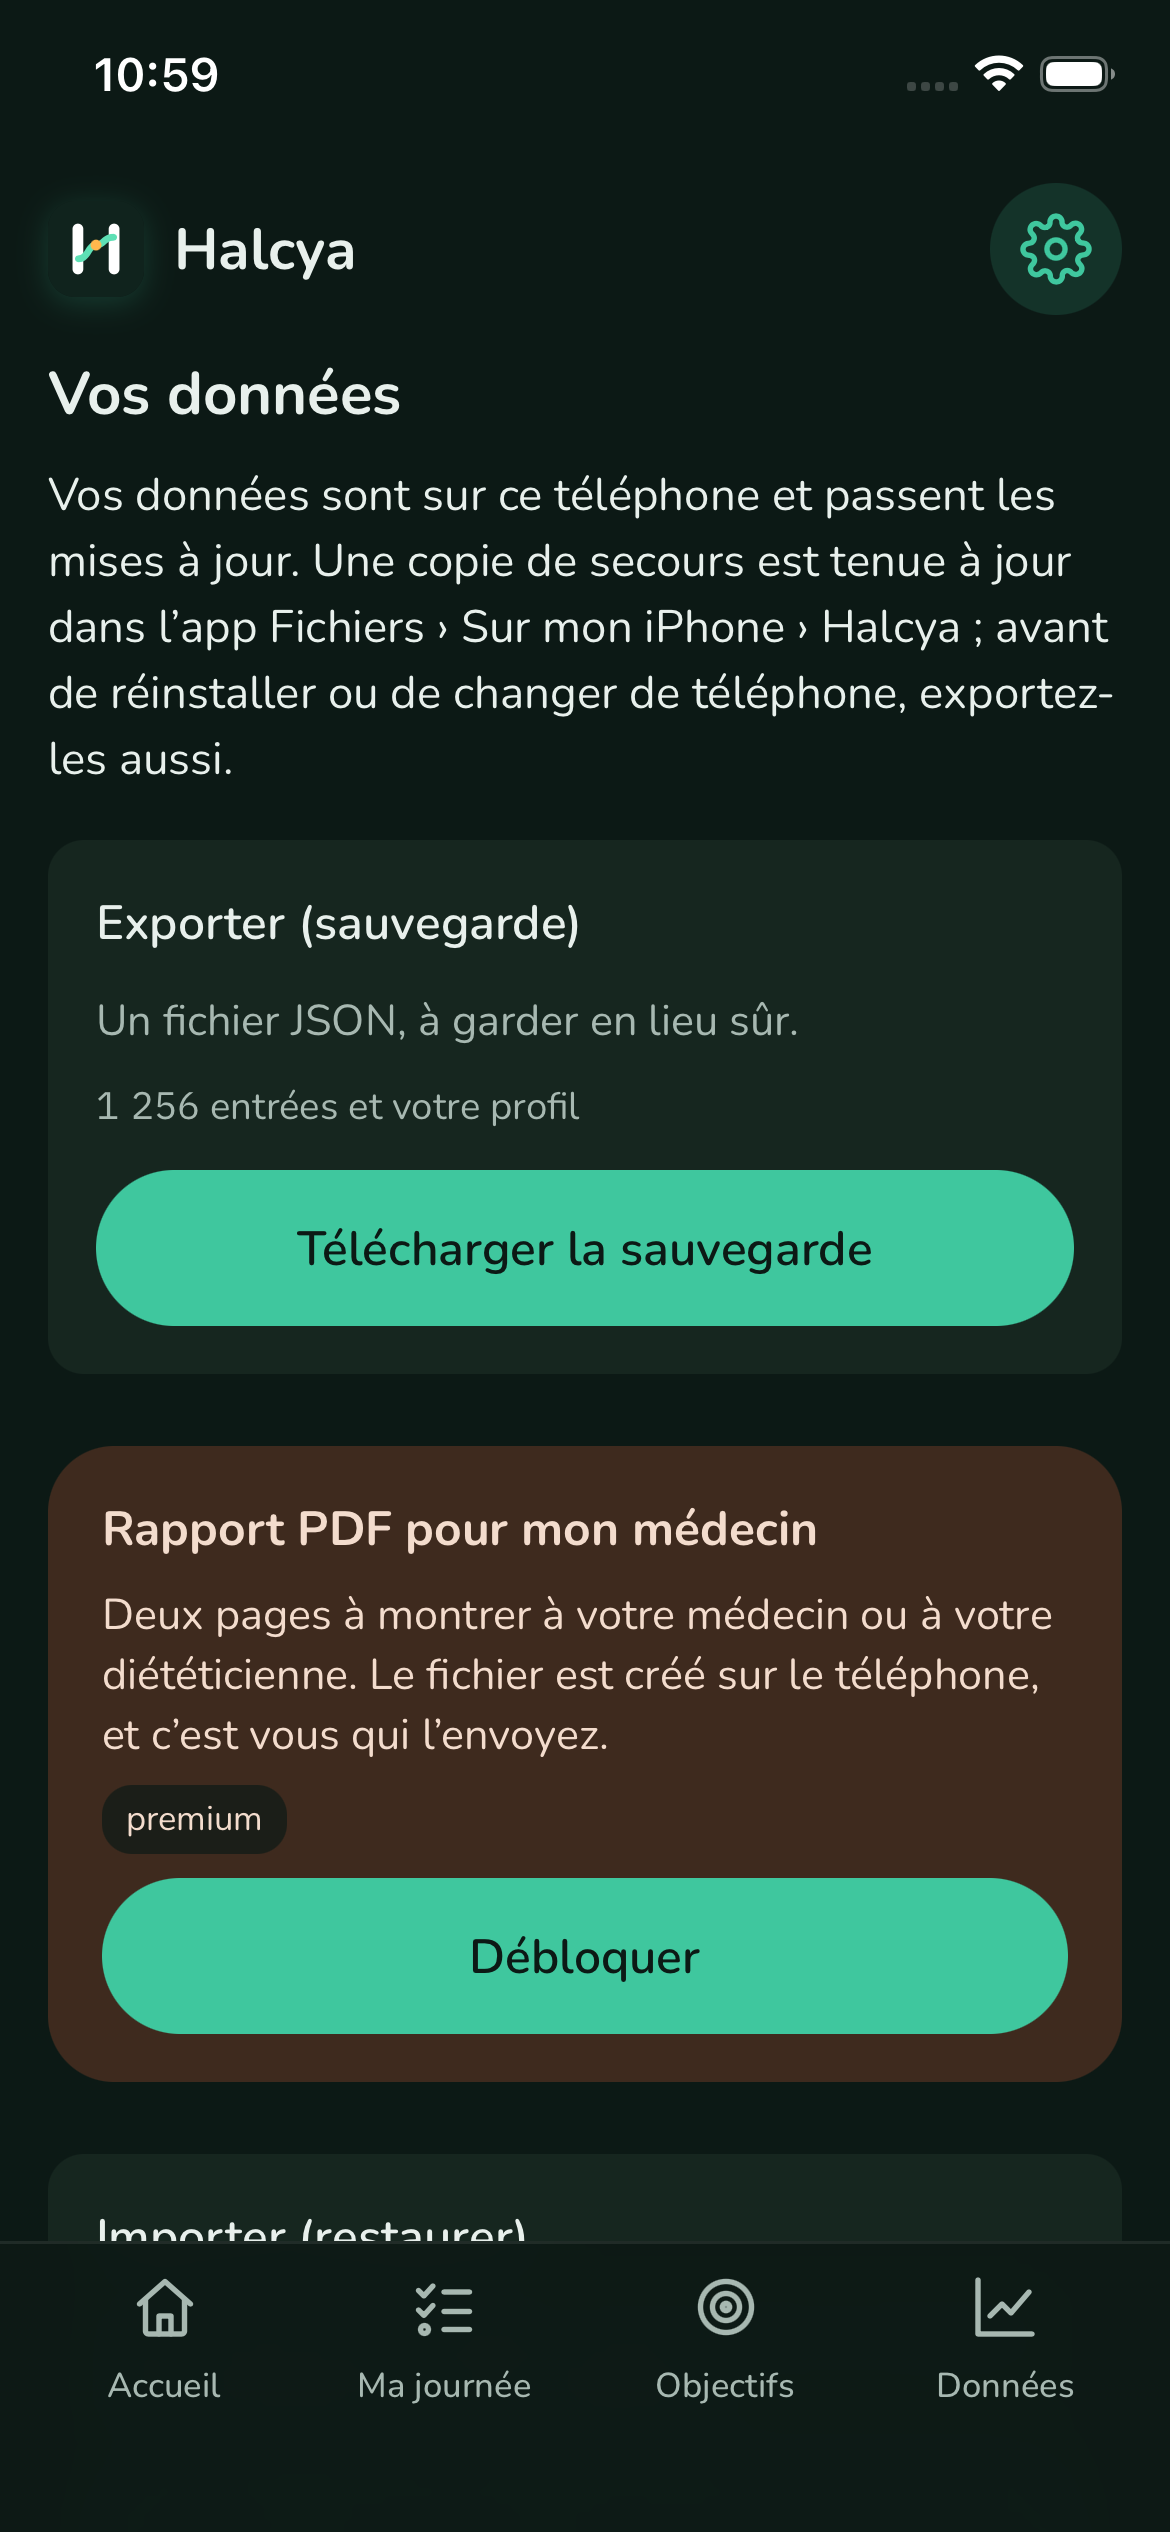 10:59
Halcya
Vos données
Vos données sont sur ce téléphone et passent les
mises à jour. Une copie de secours est tenue à jour
dans l’app Fichiers › Sur mon iPhone › Halcya ; avant
de réinstaller ou de changer de téléphone, exportez-
les aussi.
Exporter (sauvegarde)
Un fichier JSON, à garder en lieu sûr.
1 256 entrées et votre profil
Télécharger la sauvegarde
Rapport PDF pour mon médecin
Deux pages à montrer à votre médecin ou à votre
diététicienne. Le fichier est créé sur le téléphone,
et c’est vous qui l’envoyez.
premium
Débloquer
Importer (restaurer)
Accueil
Ma journée
Objectifs
Données